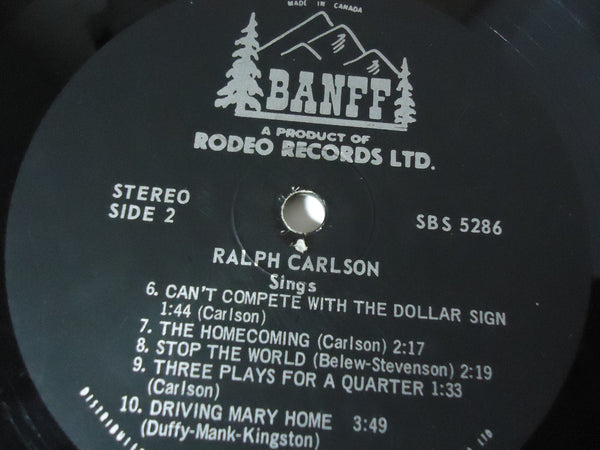 MADE IN CANADA
BANFF
A PRODUCT OF
RODEO RECORDS LTD.
STEREO
SIDE 2
SBS 5286
RALPH CARLSON
Sings
6. CAN'T COMPETE WITH THE DOLLAR SIGN
1:44 (Carlson)
7. THE HOMECOMING (Carlson) 2:17
8. STOP THE WORLD (Belew-Stevenson) 2:19
9. THREE PLAYS FOR A QUARTER 1:33
(Carlson)
10. DRIVING MARY HOME 3:49
(Duffy-Mank-Kingston)
LTD